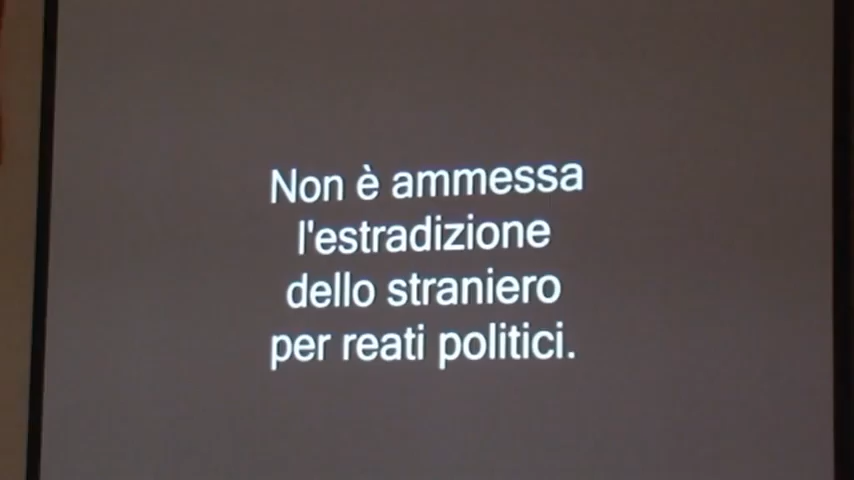 Non è ammessa
l'estradizione
dello straniero
per reati politici.